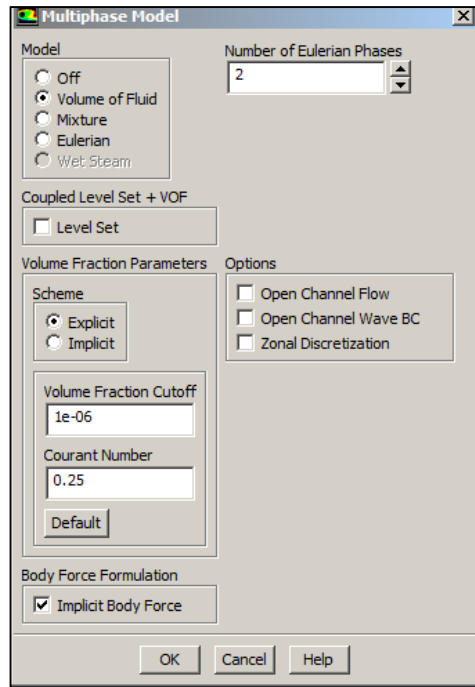 Multiphase Model
Model
Off
Volume of Fluid
Mixture
Eulerian
Wet Steam
Number of Eulerian Phases
2
Coupled Level Set + VOF
Level Set
Volume Fraction Parameters
Scheme
Explicit
Implicit
Volume Fraction Cutoff
1e-06
Courant Number
0.25
Default
Options
Open Channel Flow
Open Channel Wave BC
Zonal Discretization
Body Force Formulation
Implicit Body Force
OK Cancel Help